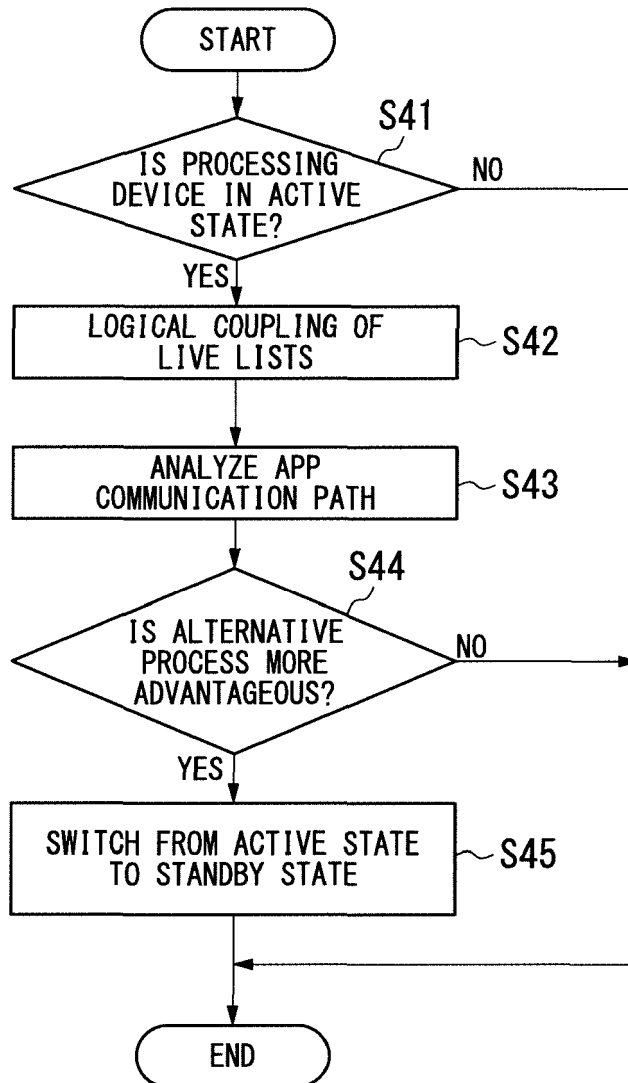 START
S41
IS PROCESSING
DEVICE IN ACTIVE
STATE?
NO
YES
LOGICAL COUPLING OF
LIVE LISTS
S42
ANALYZE APP
COMMUNICATION PATH
S43
S44
IS ALTERNATIVE
PROCESS MORE
ADVANTAGEOUS?
NO
YES
SWITCH FROM ACTIVE STATE
TO STANDBY STATE
S45
END